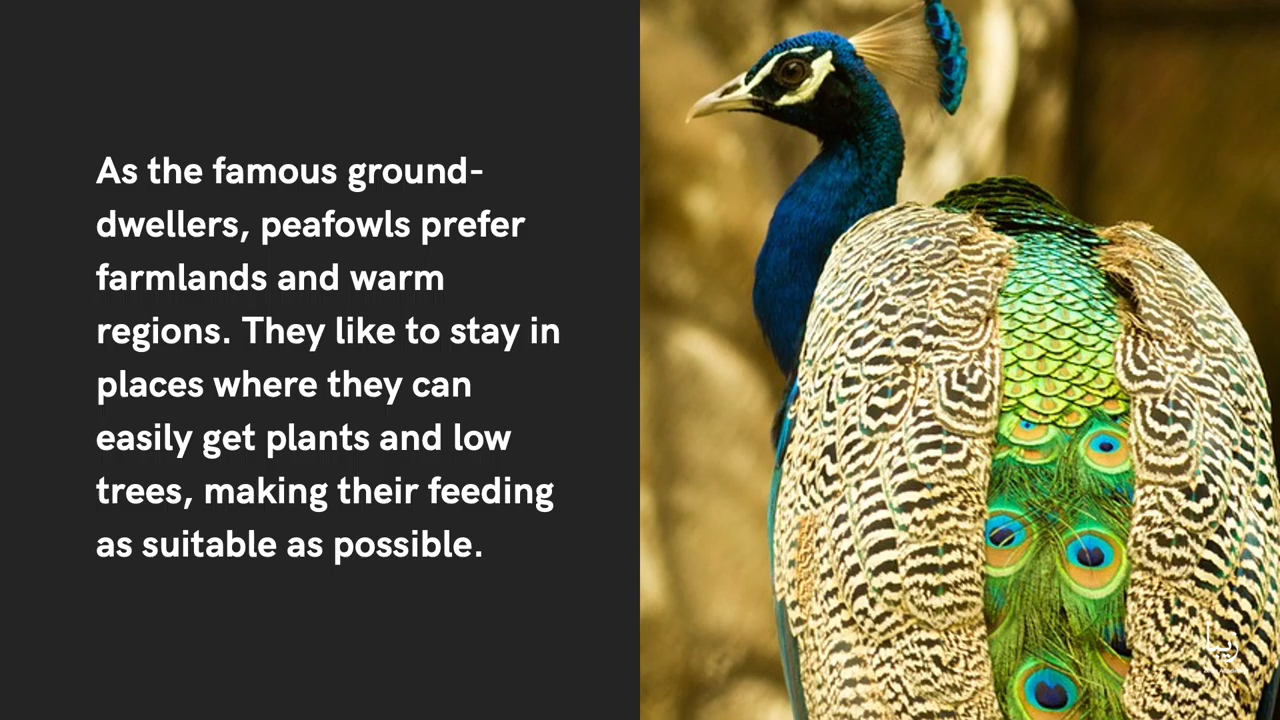 As the famous ground-
dwellers, peafowls prefer
farmlands and warm
regions. They like to stay in
places where they can
easily get plants and low
trees, making their feeding
as suitable as possible.